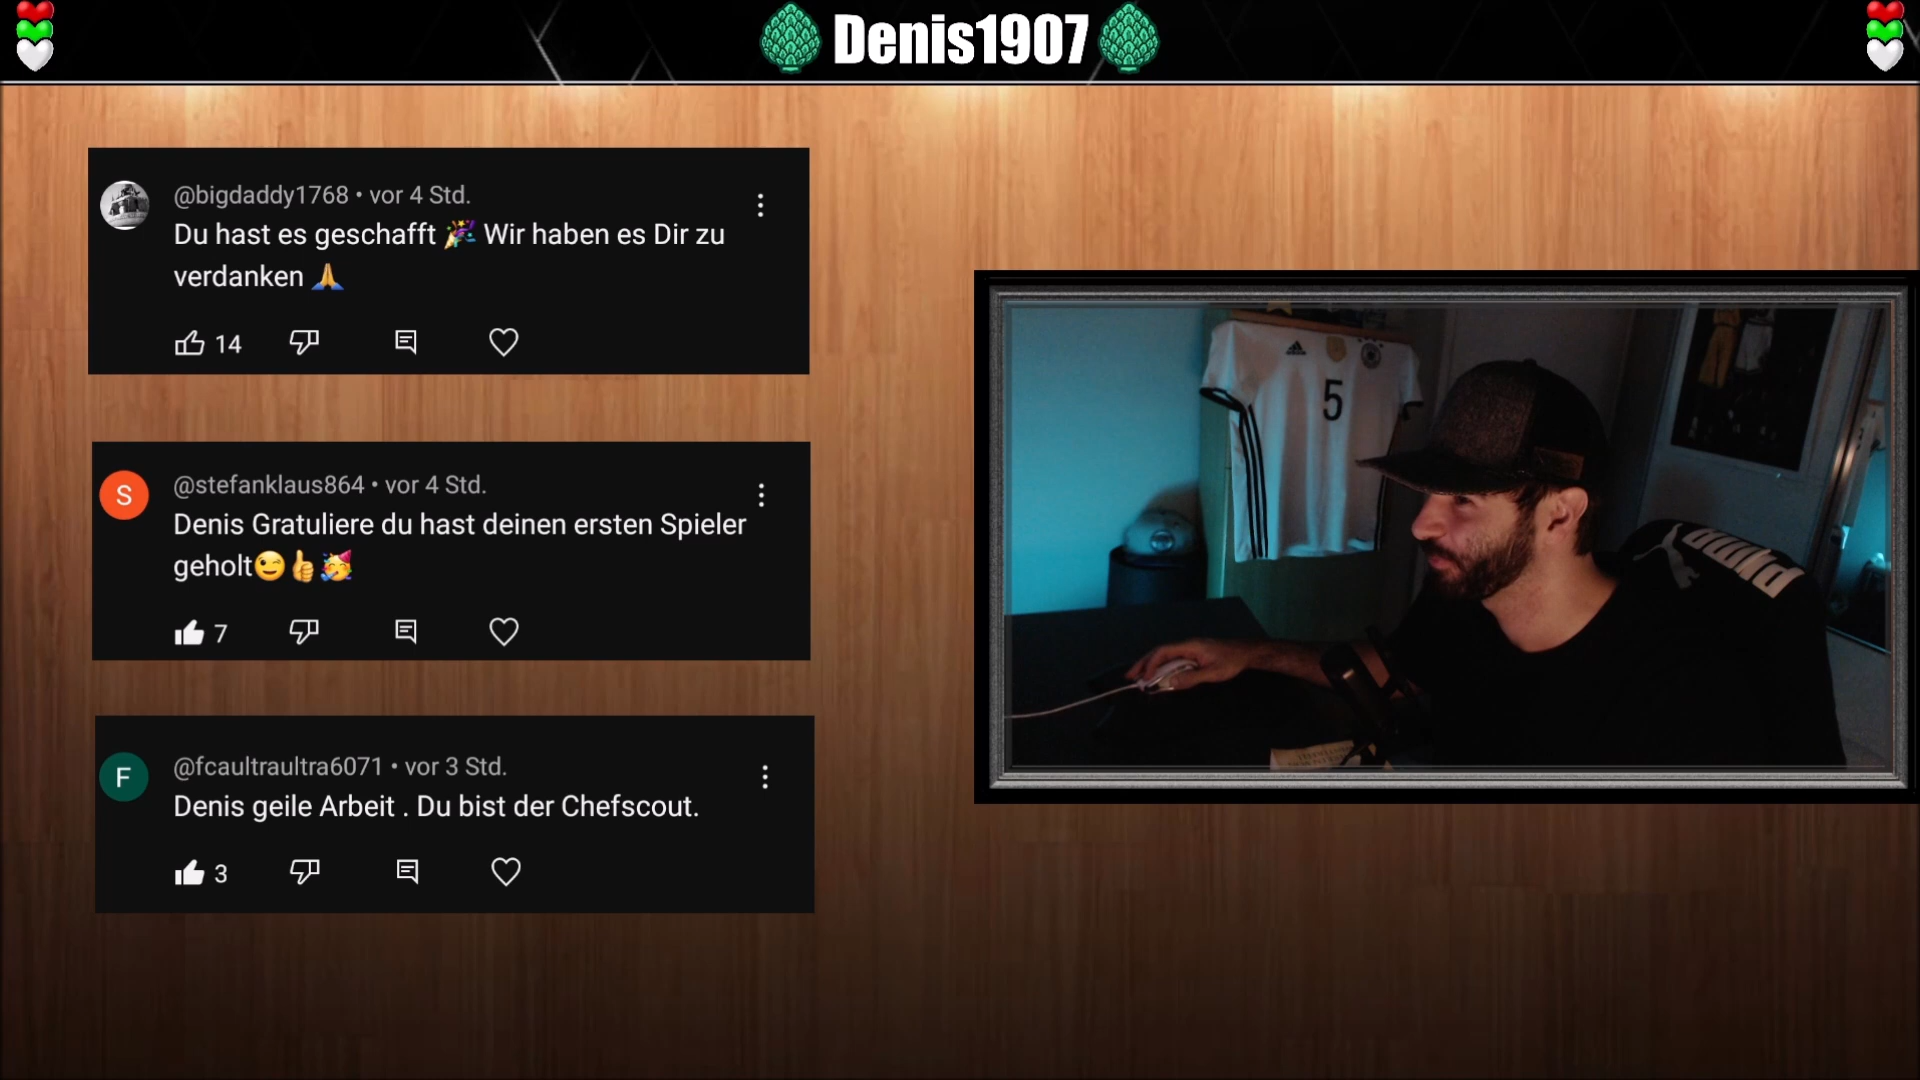 Denis1907
@bigdaddy1768 • vor 4 Std.
Du hast es geschafft 🎉 Wir haben es Dir zu
verdanken 🙏
14
S
@stefanklaus864 • vor 4 Std.
Denis Gratuliere du hast deinen ersten Spieler
geholt😉👍🥳
7
F
@fcaultraultra6071 • vor 3 Std.
Denis geile Arbeit . Du bist der Chefscout.
3
5